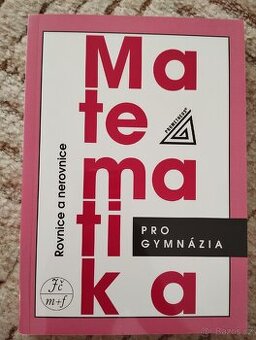 Ma
te
ma
ti
ka
Rovnice a nerovnice
PROMETHEUS
PRO
GYMNÁZIA
Jč
m+f